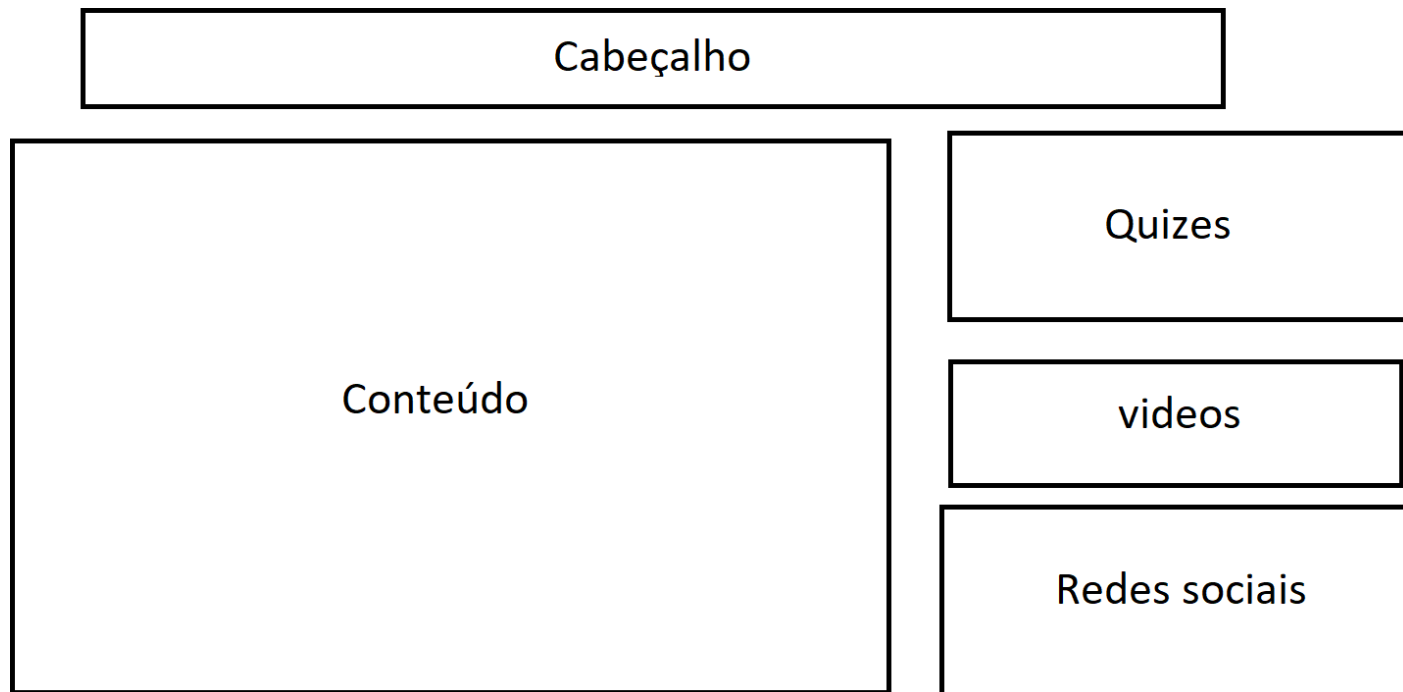 Cabeçalho
Conteúdo
Quizes
videos
Redes sociais